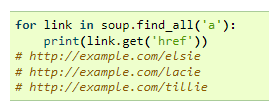 for link in soup.find_all('a'):
    print(link.get('href'))
# http://example.com/elsie
# http://example.com/lacie
# http://example.com/tillie